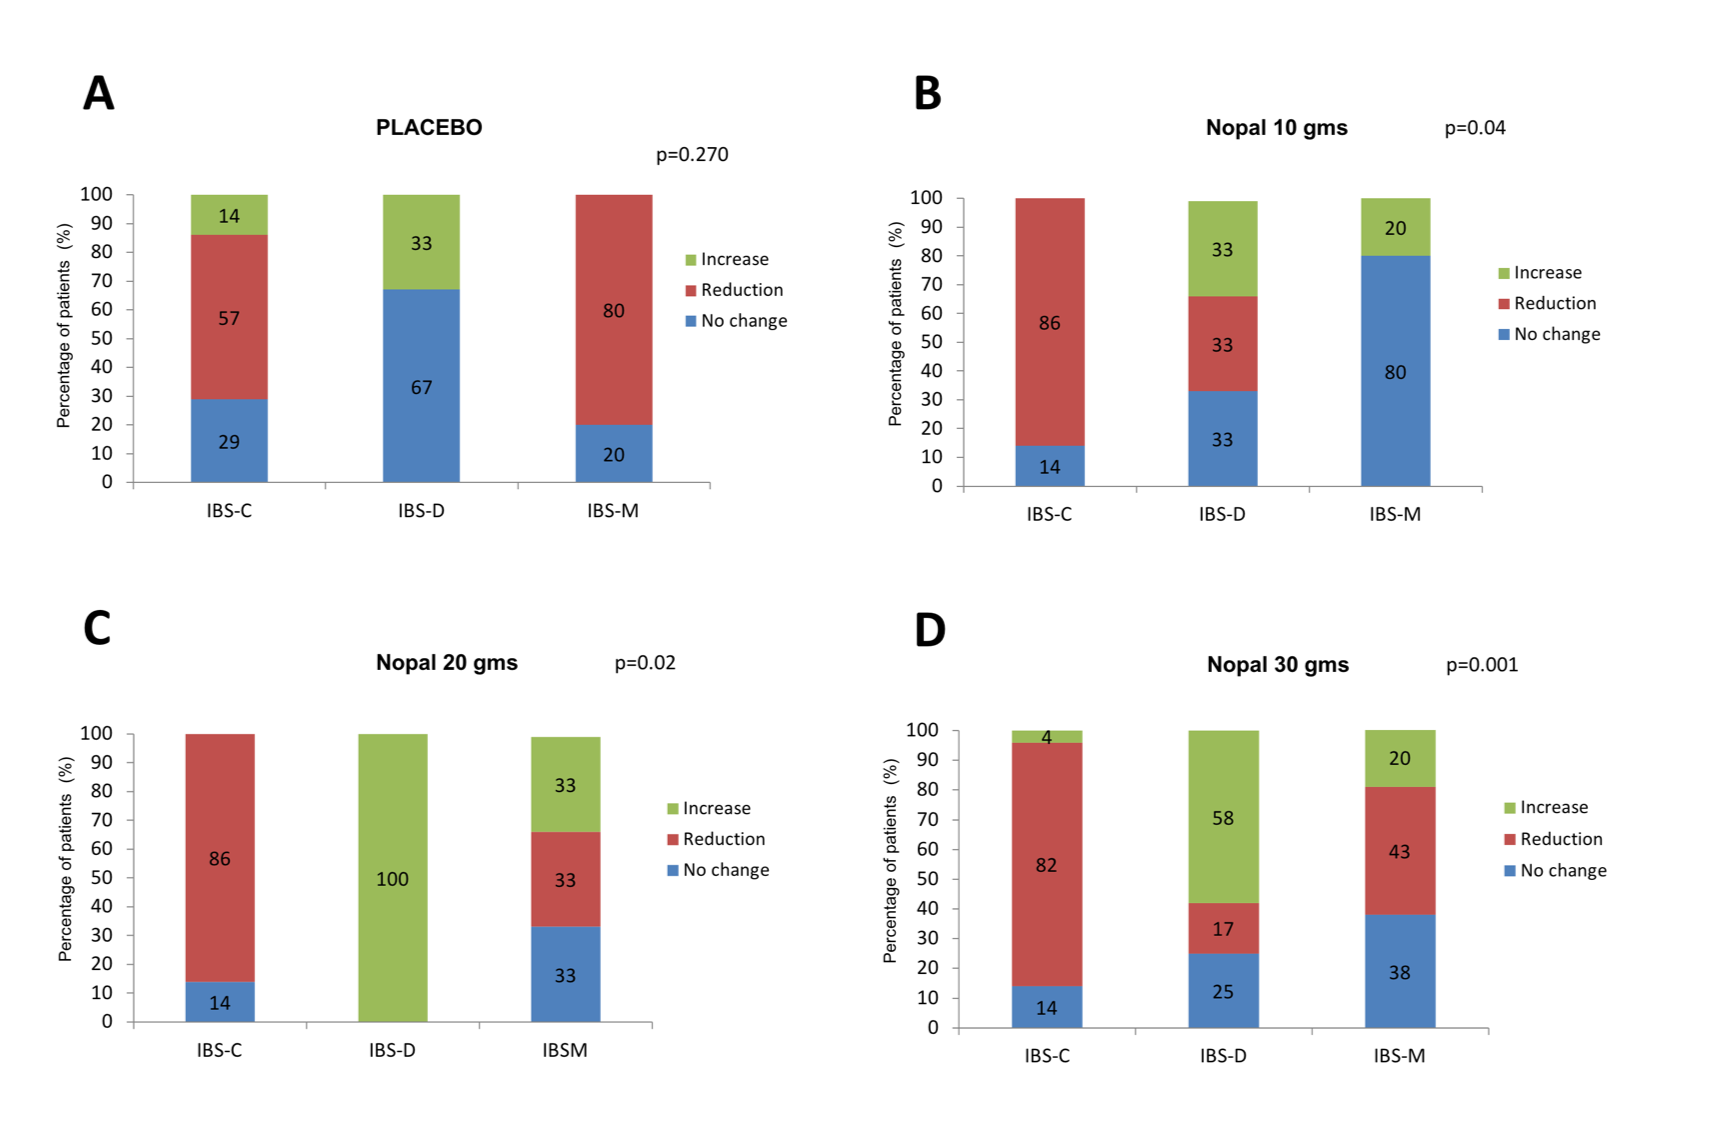 A
PLACEBO
p=0.270
Percentage of patients (%)
100
90
80
70
60
50
40
30
20
10
0
14
57
29
33
67
80
20
IBS-C
IBS-D
IBS-M
Increase
Reduction
No change
B
Nopal 10 gms
p=0.04
Percentage of patients (%)
100
90
80
70
60
50
40
30
20
10
0
86
14
33
33
33
20
80
IBS-C
IBS-D
IBS-M
Increase
Reduction
No change
C
Nopal 20 gms
p=0.02
Percentage of patients (%)
100
90
80
70
60
50
40
30
20
10
0
86
14
100
33
33
33
IBS-C
IBS-D
IBSM
Increase
Reduction
No change
D
Nopal 30 gms
p=0.001
Percentage of patients (%)
100
90
80
70
60
50
40
30
20
10
0
4
82
14
58
17
25
20
43
38
IBS-C
IBS-D
IBS-M
Increase
Reduction
No change